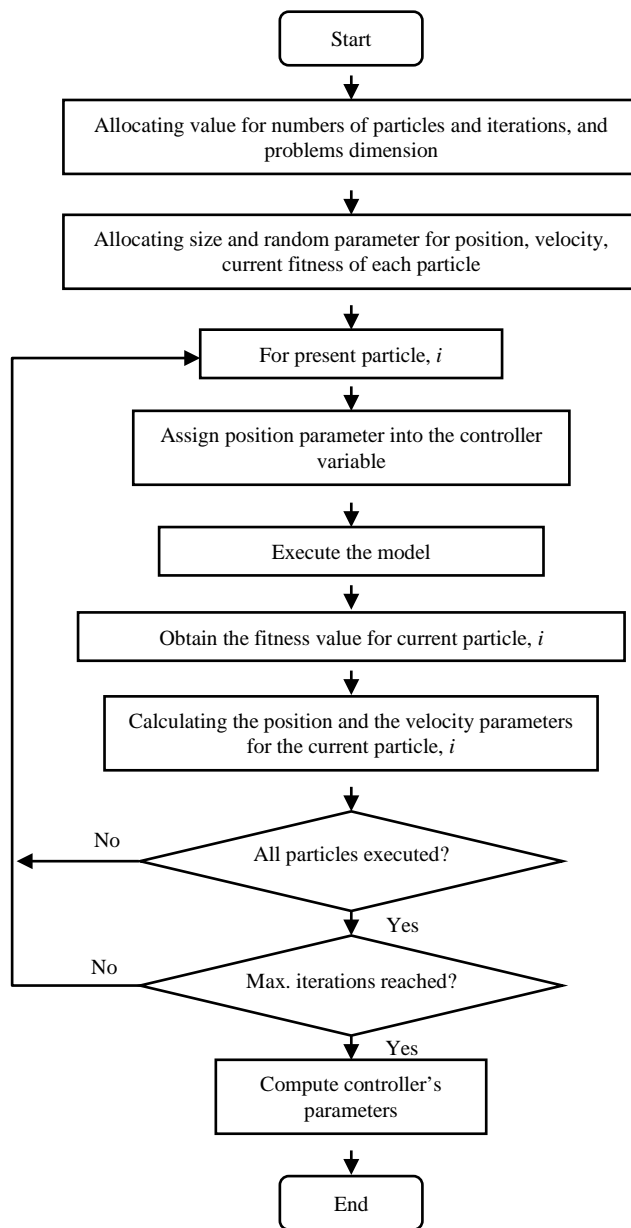 Start
Allocating value for numbers of particles and iterations, and
problems dimension
Allocating size and random parameter for position, velocity,
current fitness of each particle
For present particle, i
Assign position parameter into the controller
variable
Execute the model
Obtain the fitness value for current particle, i
Calculating the position and the velocity parameters
for the current particle, i
No
All particles executed?
Yes
No
Max. iterations reached?
Yes
Compute controller’s
parameters
End